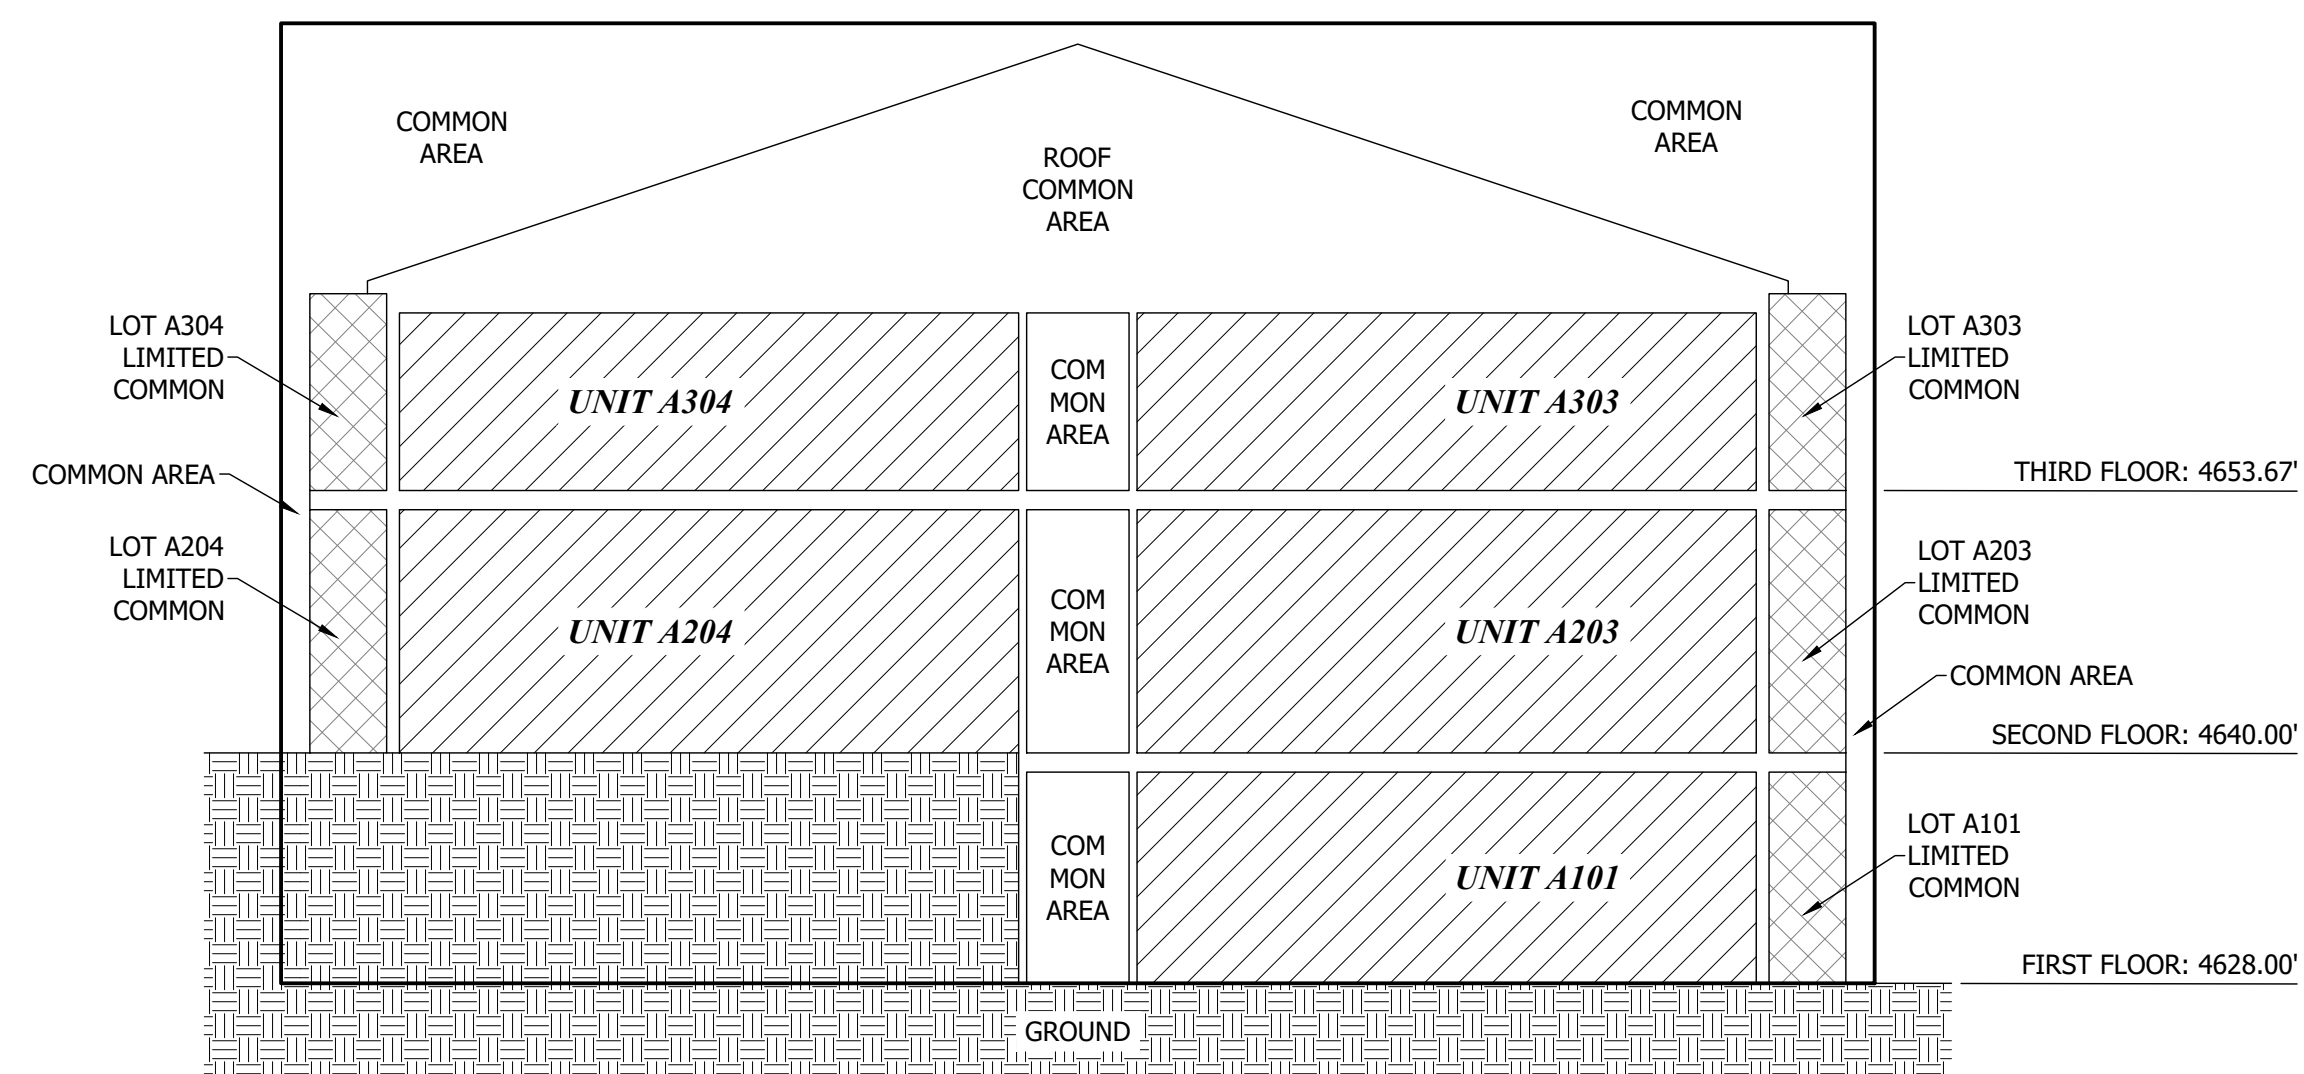 COMMON
AREA
COMMON
AREA
ROOF
COMMON
AREA
LOT A304
LIMITED
COMMON
UNIT A304
COM
MON
AREA
UNIT A303
LOT A303
LIMITED
COMMON
COMMON AREA
THIRD FLOOR: 4653.67'
LOT A204
LIMITED
COMMON
UNIT A204
COM
MON
AREA
UNIT A203
LOT A203
LIMITED
COMMON
COMMON AREA
SECOND FLOOR: 4640.00'
COM
MON
AREA
UNIT A101
LOT A101
LIMITED
COMMON
FIRST FLOOR: 4628.00'
GROUND